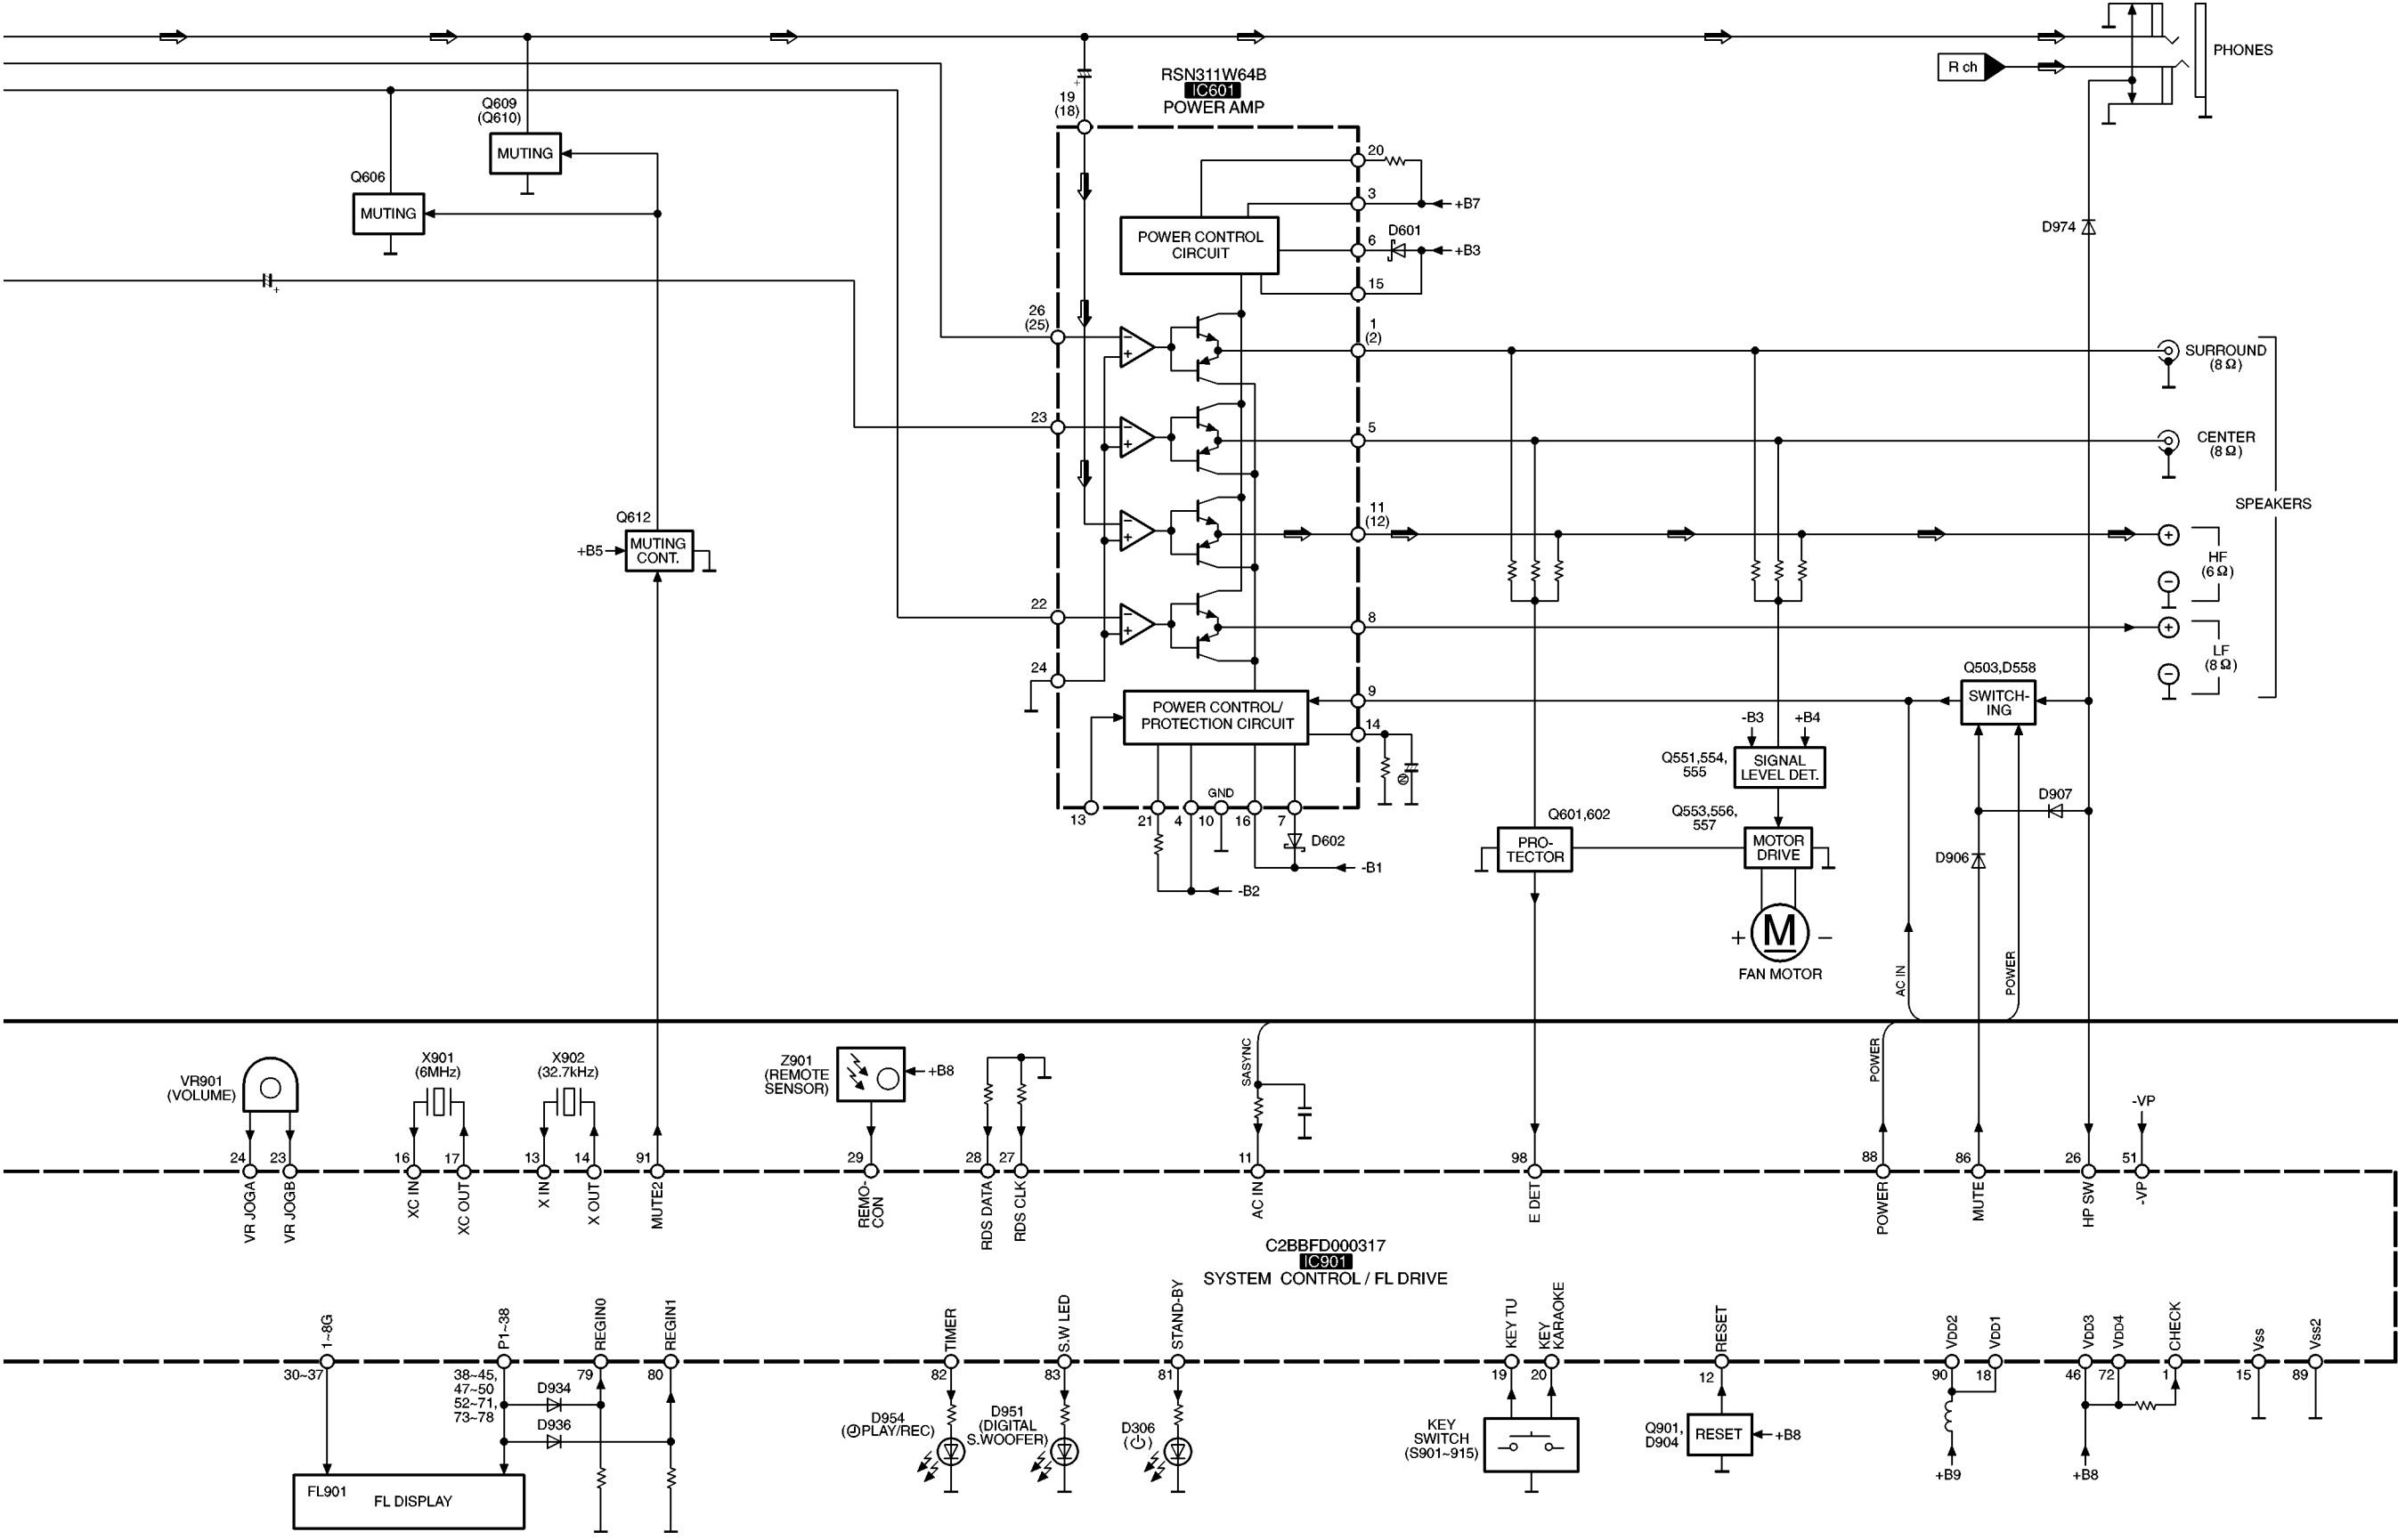 PHONES
R ch
RSN311W64B
IC601
POWER AMP
19
(18)
+
Q609
(Q610)
MUTING
Q606
MUTING
20
3
+B7
POWER CONTROL
CIRCUIT
6
D601
+B3
15
D974
+
26
(25)
1
(2)
SURROUND
(8Ω)
23
5
CENTER
(8Ω)
SPEAKERS
11
(12)
HF
(6Ω)
Q612
+B5
MUTING
CONT.
22
8
LF
(8Ω)
24
9
Q503,D558
SWITCH-
ING
POWER CONTROL/
PROTECTION CIRCUIT
14
-B3
+B4
Q551,554,
555
SIGNAL
LEVEL DET.
N
GND
13
21
4
10
16
7
D602
-B1
-B2
Q601,602
PRO-
TECTOR
Q553,556,
557
MOTOR
DRIVE
D907
D906
+
M
−
FAN MOTOR
AC IN
POWER
VR901
(VOLUME)
X901
(6MHz)
X902
(32.7kHz)
Z901
(REMOTE
SENSOR)
+B8
SASYNC
POWER
-VP
24
23
16
17
13
14
91
29
28
27
11
98
88
86
26
51
VR JOGA
VR JOGB
XC IN
XC OUT
X IN
X OUT
MUTE2
REMO-
CON
RDS DATA
RDS CLK
AC IN
E DET
POWER
MUTE
HP SW
-VP
C2BBFD000317
IC901
SYSTEM CONTROL / FL DRIVE
1~8G
P1~38
REGIN0
REGIN1
TIMER
S.W LED
STAND-BY
KEY TU
KEY
KARAOKE
RESET
VDD2
VDD1
VDD3
VDD4
CHECK
Vss
Vss2
30~37
38~45,
47~50
52~71,
73~78
79
80
82
83
81
19
20
12
90
18
46
72
1
15
89
D934
D936
D954
(PLAY/REC)
D951
(DIGITAL
S.WOOFER)
D306
KEY
SWITCH
(S901~915)
Q901,
D904
RESET
+B8
+B9
+B8
FL901
FL DISPLAY